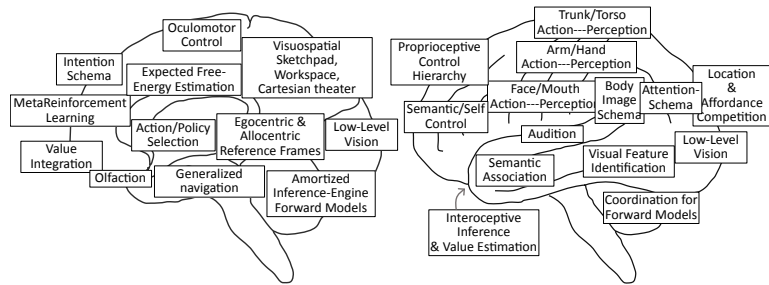 Oculomotor
Control
Visuospatial
Sketchpad,
Workspace,
Cartesian theater
Intention
Schema
Expected Free-
Energy Estimation
MetaReinforcement
Learning
Action/Policy
Selection
Egocentric &
Allocentric
Reference Frames
Low-Level
Vision
Value
Integration
Olfaction
Generalized
navigation
Amortized
Inference-Engine
Forward Models
Trunk/Torso
Action---Perception
Proprioceptive
Control
Hierarchy
Arm/Hand
Action---Perception
Face/Mouth
Action---Perception
Body
Image
Schema
Attention-
Schema
Location
&
Affordance
Competition
Semantic/Self
Control
Audition
Low-Level
Vision
Semantic
Association
Visual Feature
Identification
Interoceptive
Inference
& Value Estimation
Coordination for
Forward Models